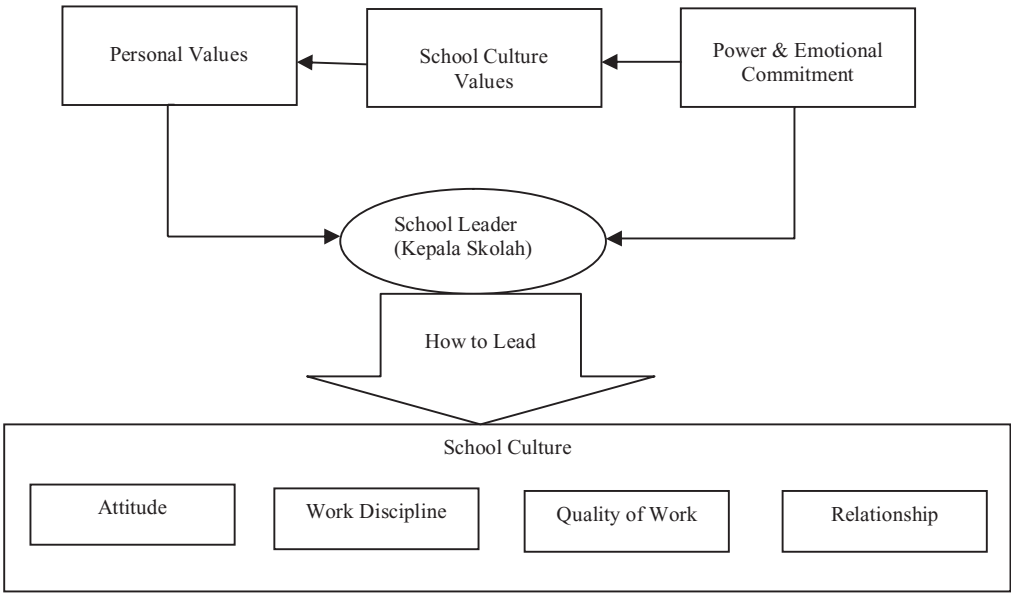 Personal Values
School Culture
Values
Power & Emotional
Commitment
School Leader
(Kepala Skolah)
How to Lead
School Culture
Attitude
Work Discipline
Quality of Work
Relationship